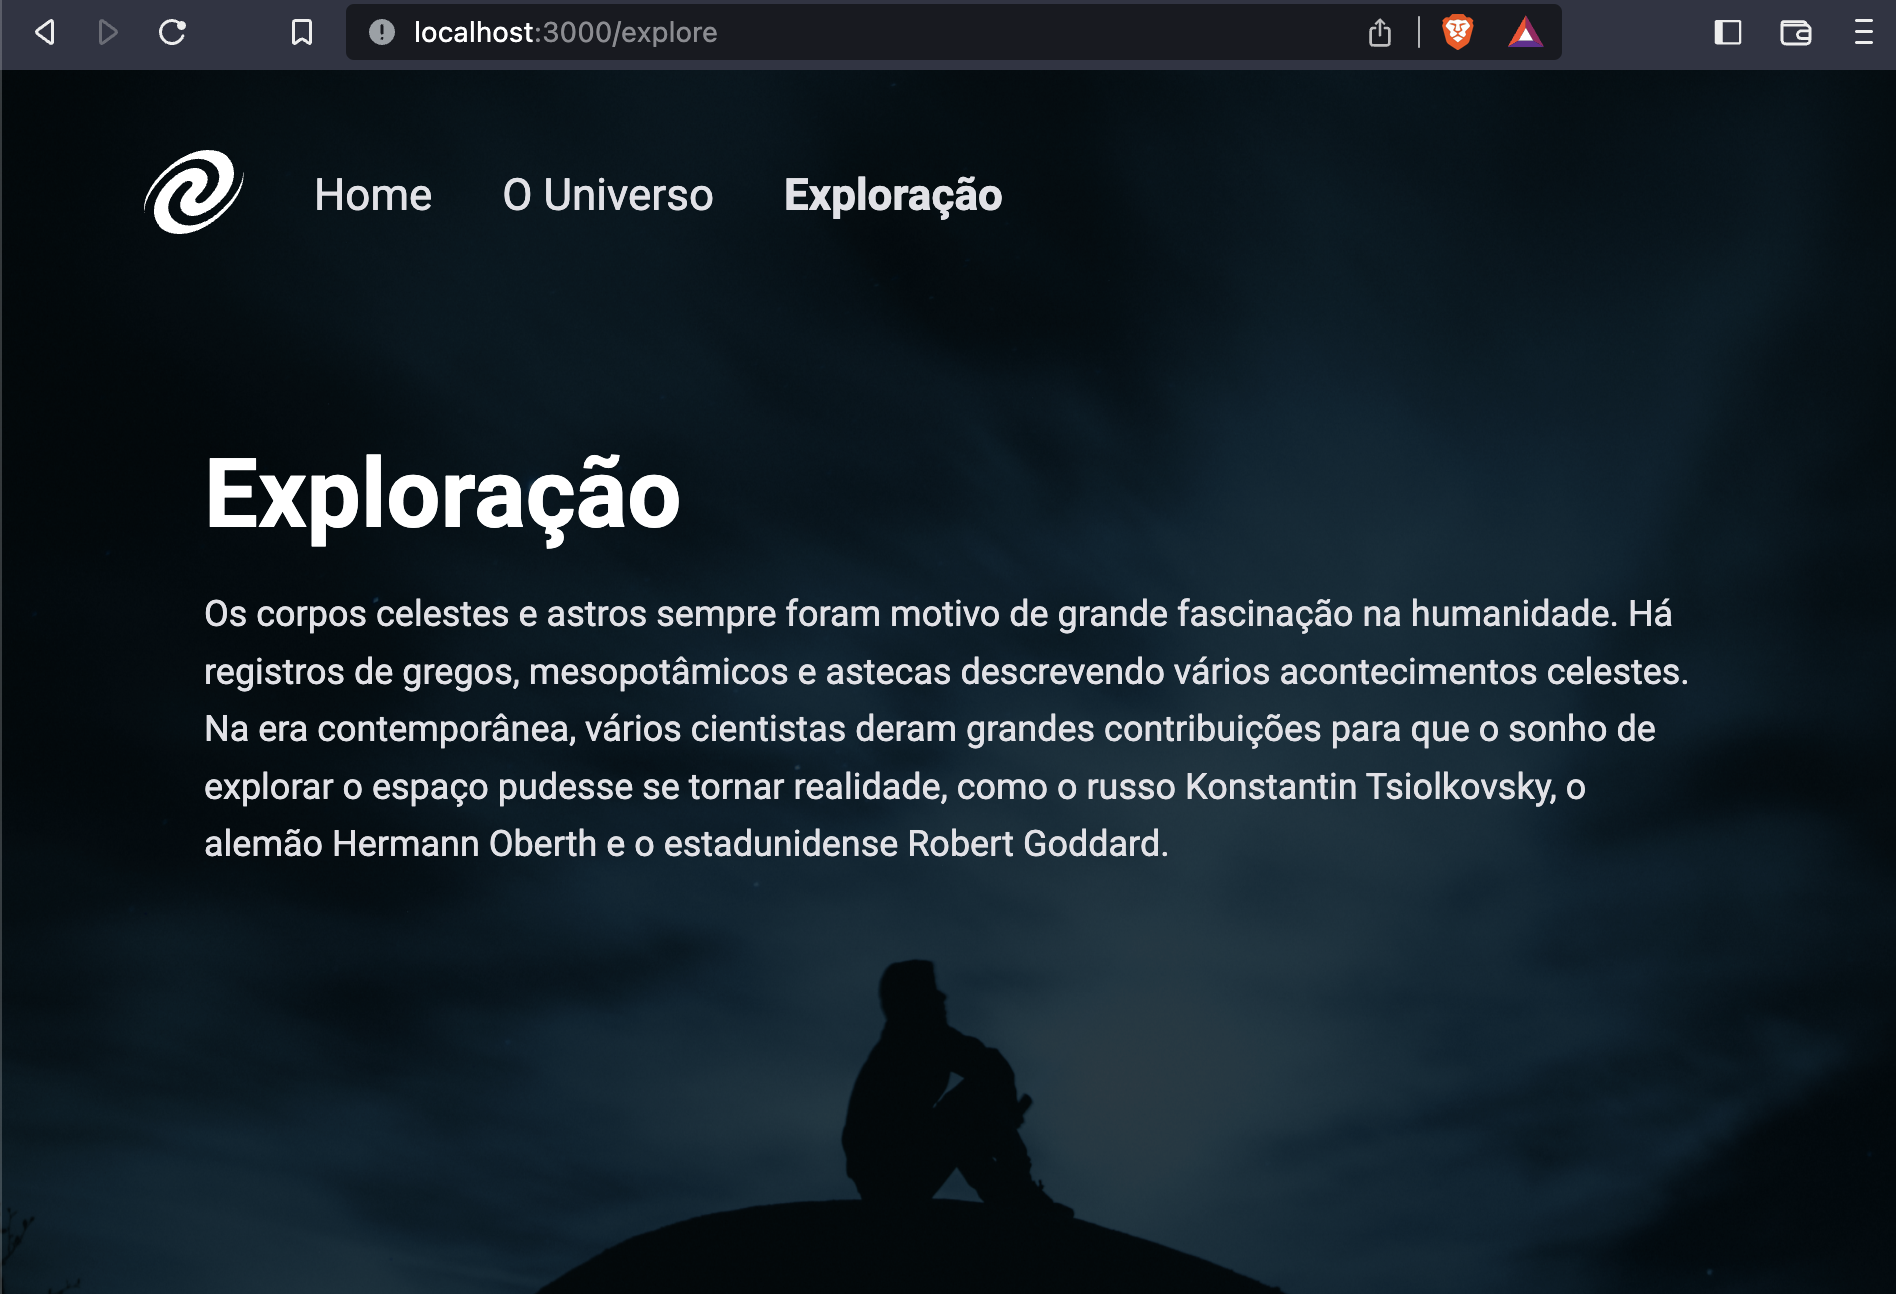 localhost:3000/explore
Home O Universo Exploração
Exploração
Os corpos celestes e astros sempre foram motivo de grande fascinação na humanidade. Há
registros de gregos, mesopotâmicos e astecas descrevendo vários acontecimentos celestes.
Na era contemporânea, vários cientistas deram grandes contribuições para que o sonho de
explorar o espaço pudesse se tornar realidade, como o russo Konstantin Tsiolkovsky, o
alemão Hermann Oberth e o estadunidense Robert Goddard.